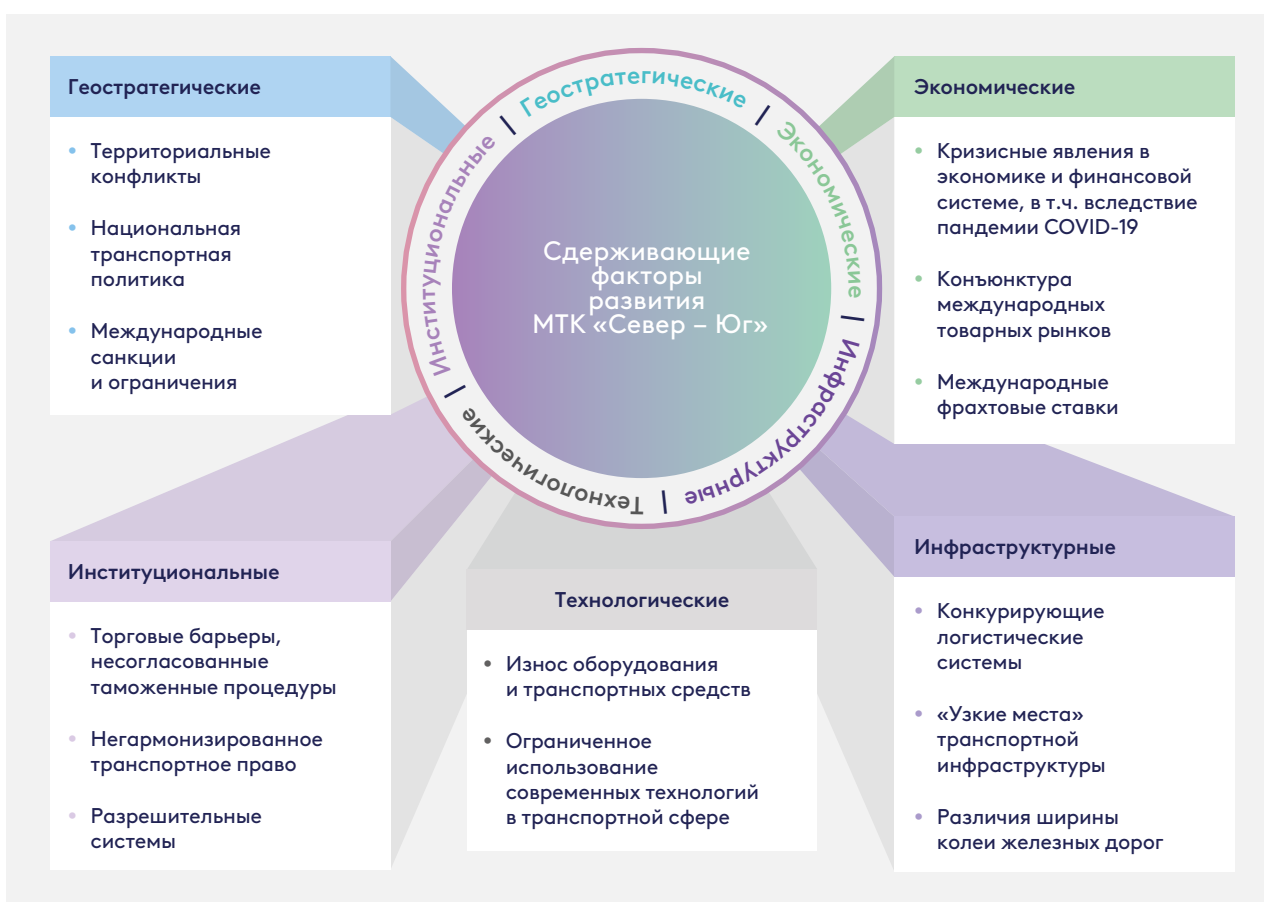 Геостратегические
• Территориальные
конфликты
• Национальная
транспортная
политика
• Международные
санкции
и ограничения
Институциональные | Геостратегические | Экономические | Инфраструктурные | Технологические |
Сдерживающие
факторы
развития
МТК «Север – Юг»
Экономические
• Кризисные явления в
экономике и финансовой
системе, в т.ч. вследствие
пандемии COVID-19
• Конъюнктура
международных
товарных рынков
• Международные
фрахтовые ставки
Институциональные
• Торговые барьеры,
несогласованные
таможенные процедуры
• Негармонизированное
транспортное право
• Разрешительные
системы
Технологические
• Износ оборудования
и транспортных средств
• Ограниченное
использование
современных технологий
в транспортной сфере
Инфраструктурные
• Конкурирующие
логистические
системы
• «Узкие места»
транспортной
инфраструктуры
• Различия ширины
колеи железных дорог